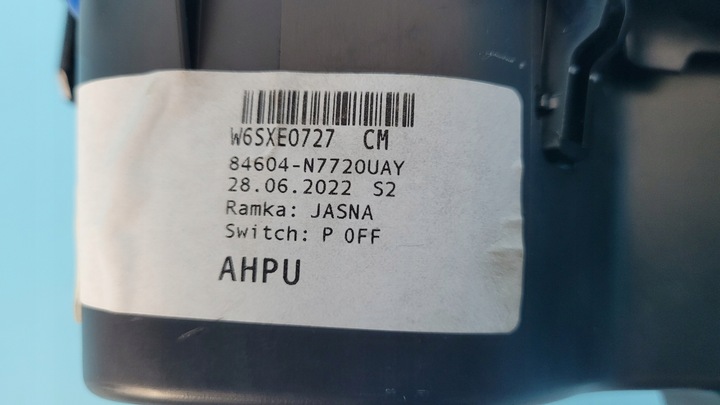 W6SXE0727 CM
84604-N7720UAY
28.06.2022 S2
Ramka: JASNA
Switch: P OFF
AHPU